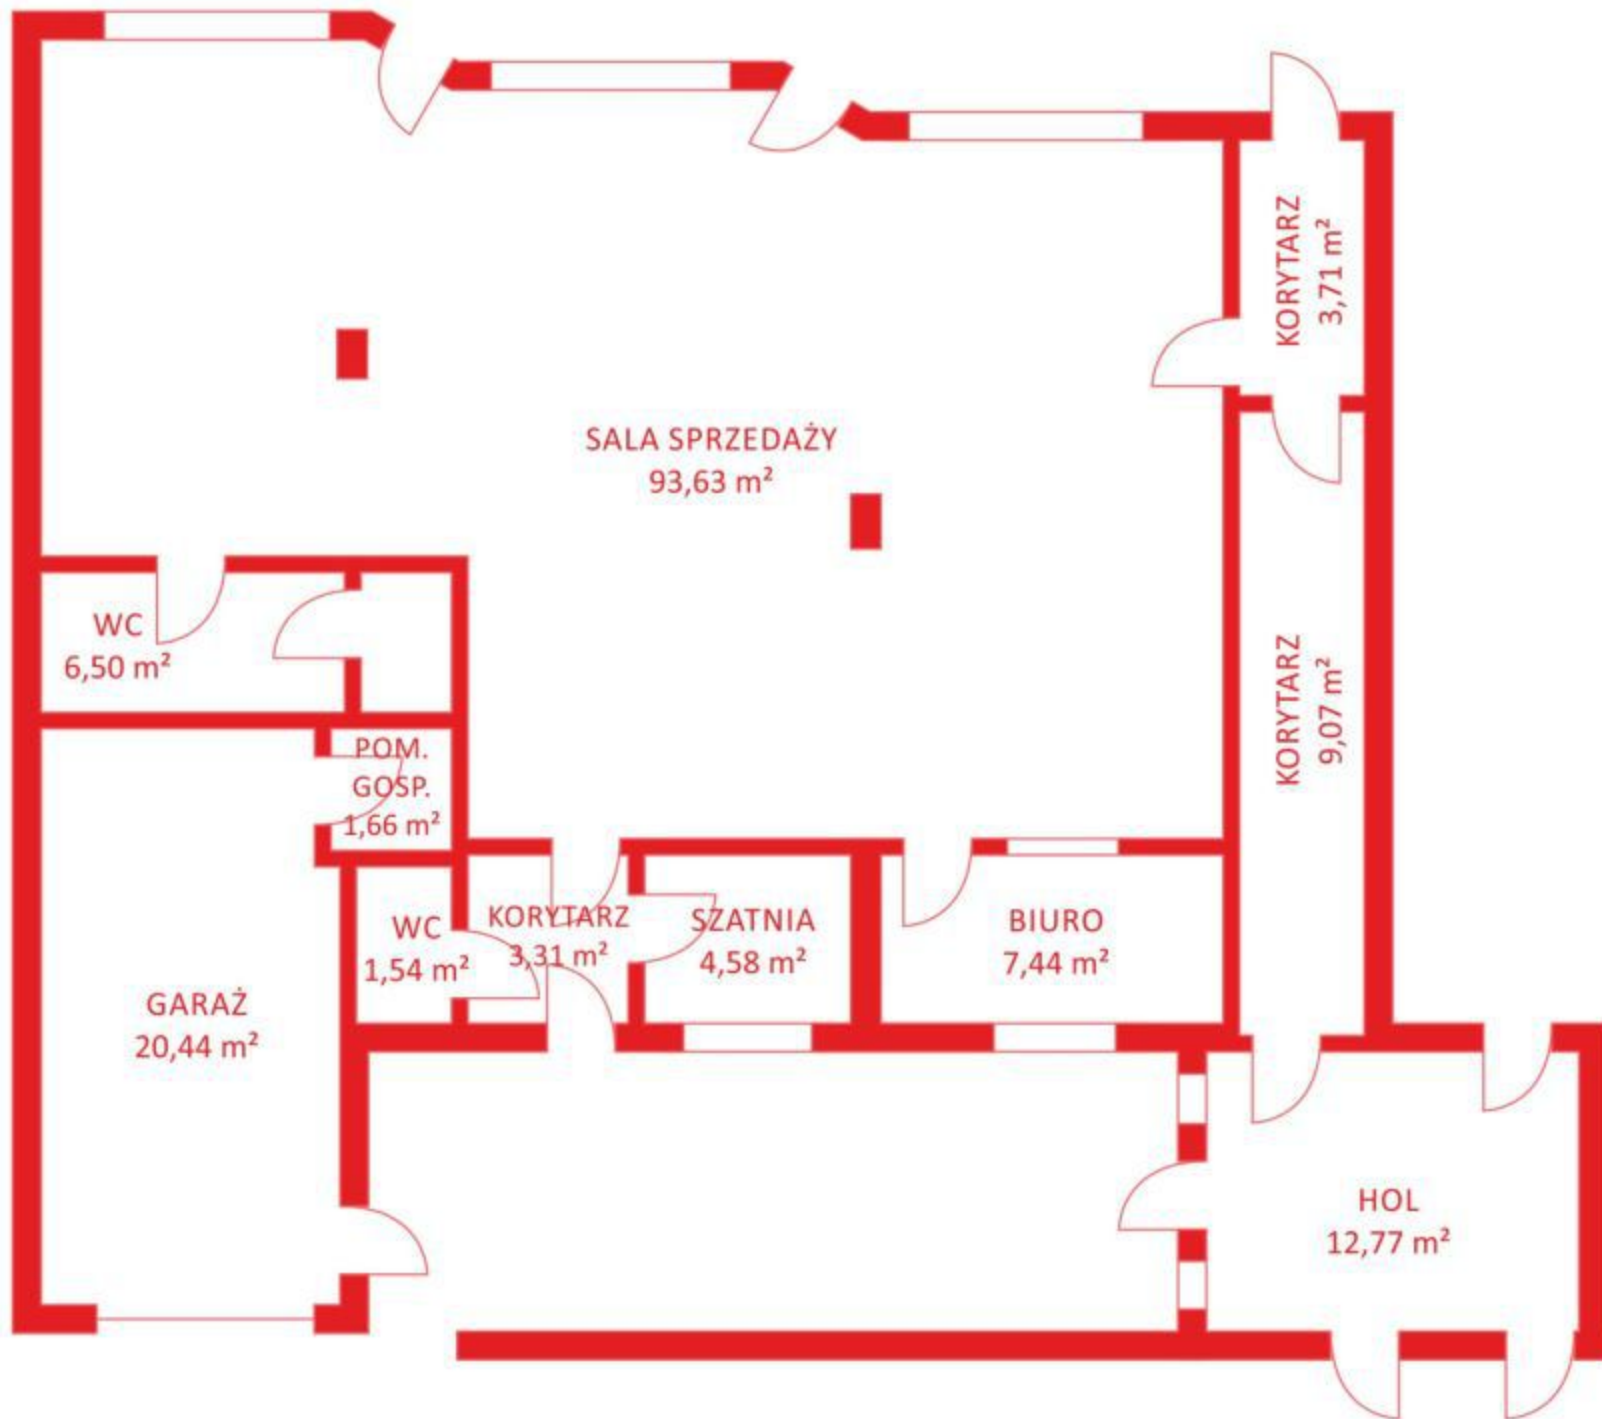 KORYTARZ
3,71 m²
SALA SPRZEDAŻY
93,63 m²
WC
6,50 m²
KORYTARZ
9,07 m²
POM.
GOSP.
1,66 m²
WC
1,54 m²
KORYTARZ
3,31 m²
SZATNIA
4,58 m²
BIURO
7,44 m²
GARAŻ
20,44 m²
HOL
12,77 m²